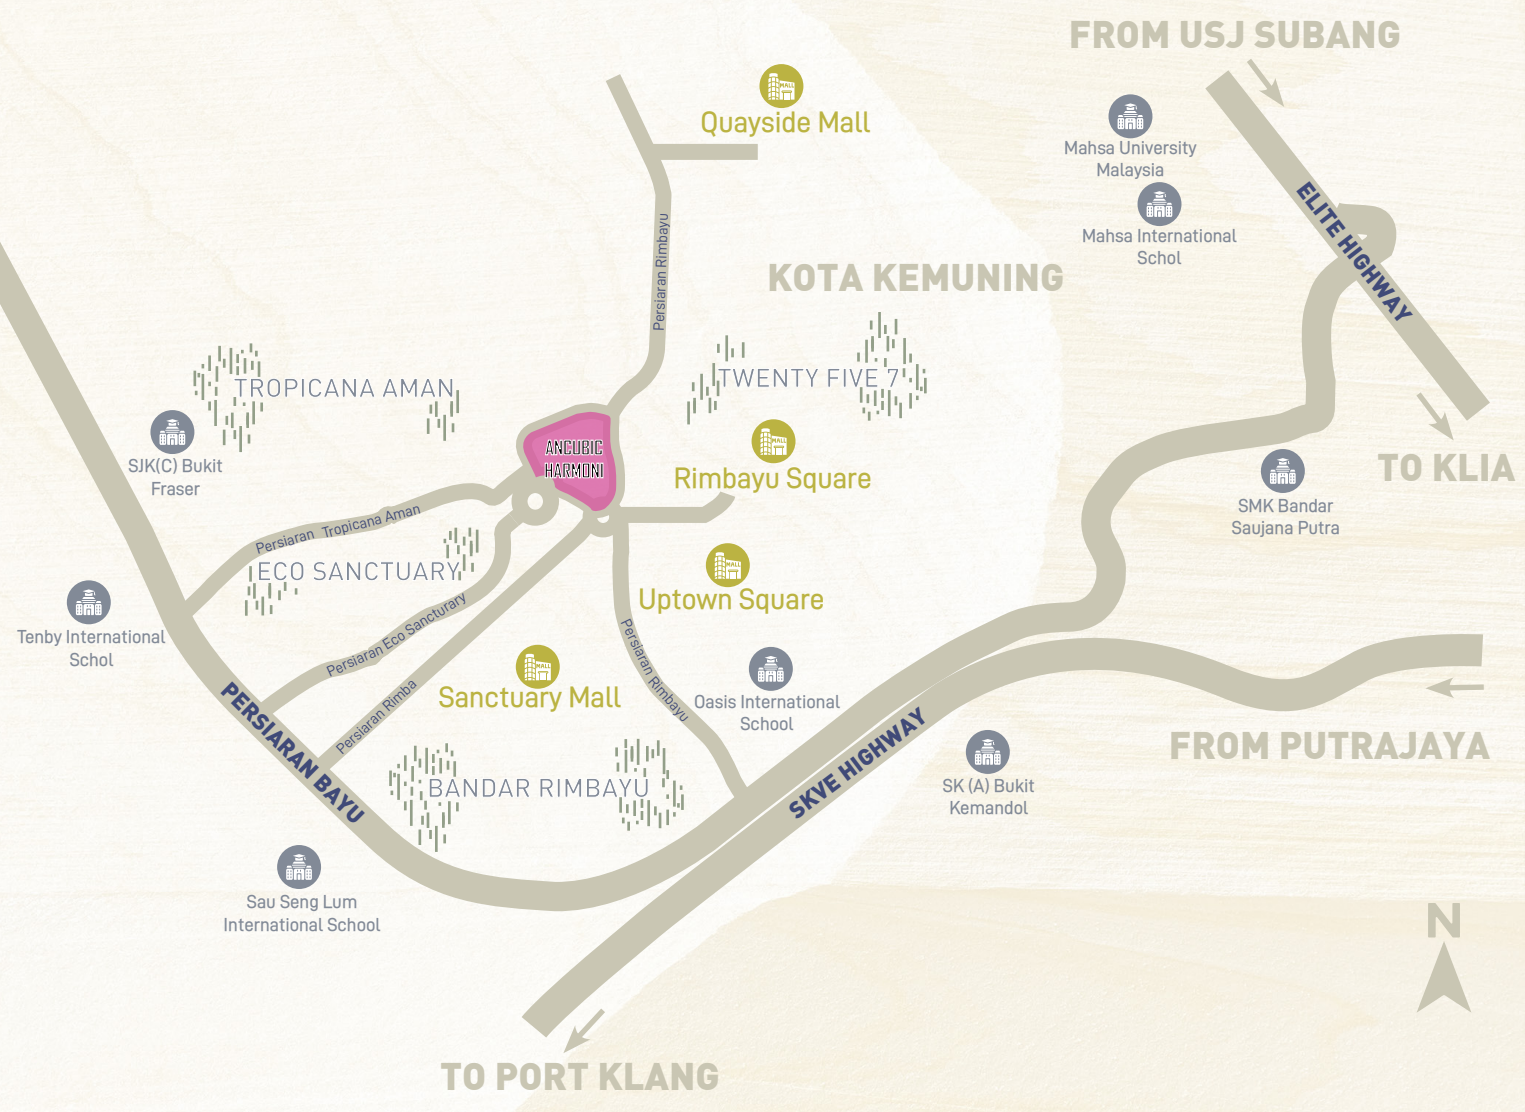 FROM USJ SUBANG
MALL
Quayside Mall
Mahsa University
Malaysia
Mahsa International
Schol
ELITE HIGHWAY
Persiaran Rimbayu
KOTA KEMUNING
TROPICANA AMAN
TWENTY FIVE 7
SJK(C) Bukit
Fraser
ANCUBIC
HARMONI
MALL
Rimbayu Square
TO KLIA
SMK Bandar
Saujana Putra
Persiaran Tropicana Aman
ECO SANCTUARY
MALL
Uptown Square
Tenby International
Schol
Persiaran Eco Sancturary
Persiaran Rimbayu
MALL
Sanctuary Mall
Oasis International
School
Persiaran Rimba
PERSIARAN BAYU
SKVE HIGHWAY
FROM PUTRAJAYA
BANDAR RIMBAYU
SK (A) Bukit
Kemandol
Sau Seng Lum
International School
N
TO PORT KLANG